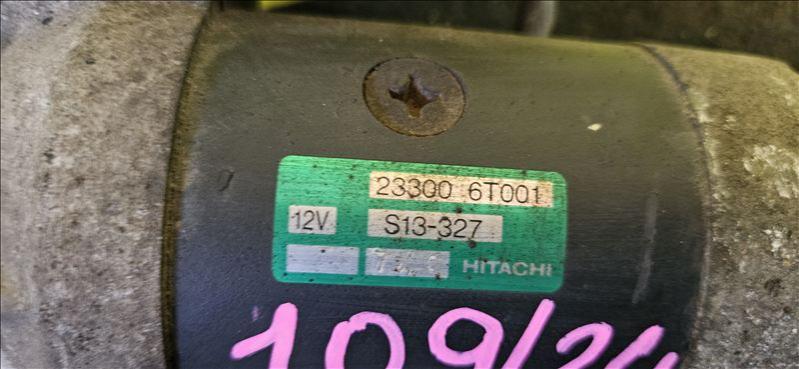 23300 6T001
12V S13-327
HITACHI
109/24